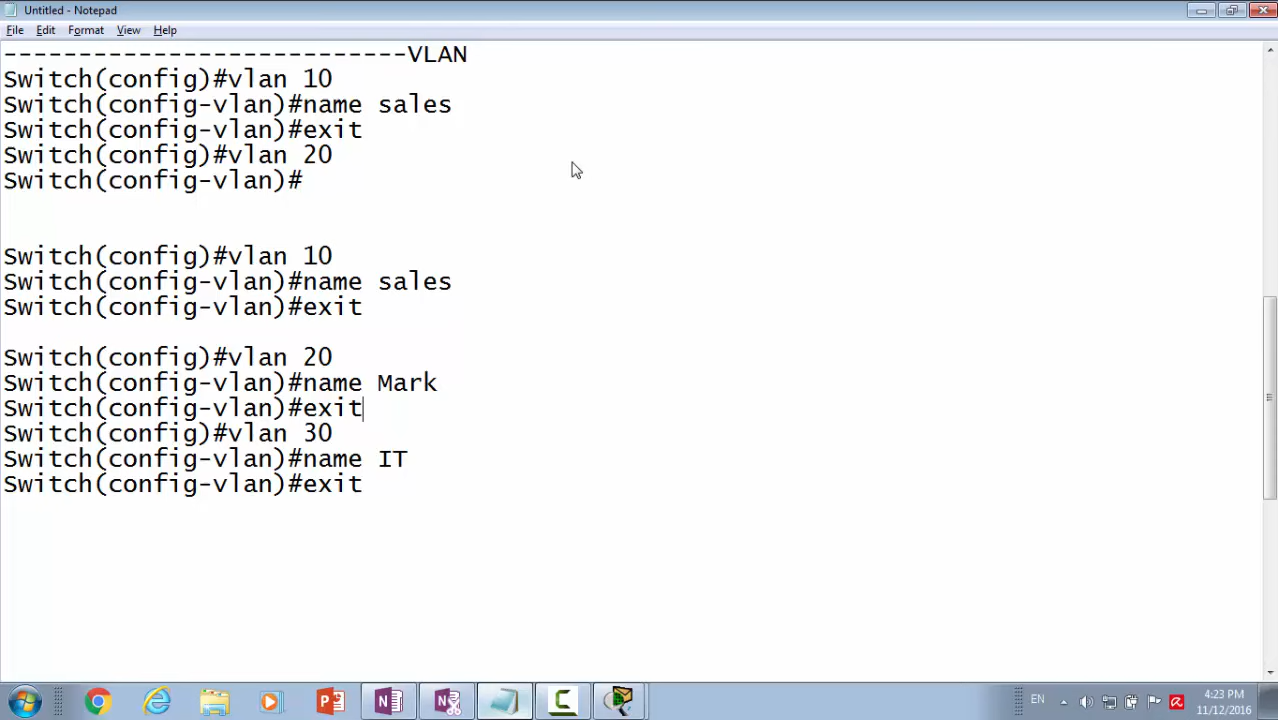 Untitled - Notepad
File Edit Format View Help
---------------------------VLAN
Switch(config)#vlan 10
Switch(config-vlan)#name sales
Switch(config-vlan)#exit
Switch(config)#vlan 20
Switch(config-vlan)#
Switch(config)#vlan 10
Switch(config-vlan)#name sales
Switch(config-vlan)#exit
Switch(config)#vlan 20
Switch(config-vlan)#name Mark
Switch(config-vlan)#exit
Switch(config)#vlan 30
Switch(config-vlan)#name IT
Switch(config-vlan)#exit
EN
4:23 PM
11/12/2016